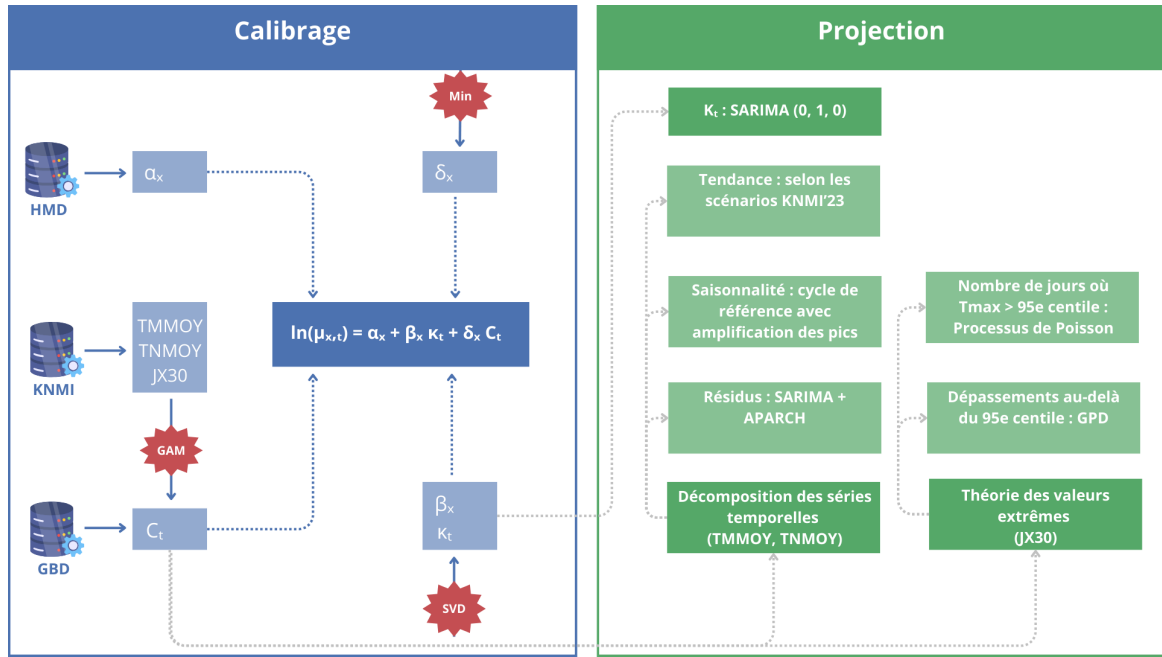 Calibrage
Min
αₓ
δₓ
HMD
TMMOY
TNMOY
JX30
ln(μₓ,ₜ) = αₓ + βₓ κₜ + δₓ Cₜ
KNMI
GAM
βₓ
κₜ
Cₜ
GBD
SVD
Projection
Kₜ : SARIMA (0, 1, 0)
Tendance : selon les
scénarios KNMI’23
Saisonnalité : cycle de
référence avec
amplification des pics
Nombre de jours où
Tmax > 95e centile :
Processus de Poisson
Résidus : SARIMA +
APARCH
Dépassements au-delà
du 95e centile : GPD
Décomposition des séries
temporelles
(TMMOY, TNMOY)
Théorie des valeurs
extrêmes
(JX30)